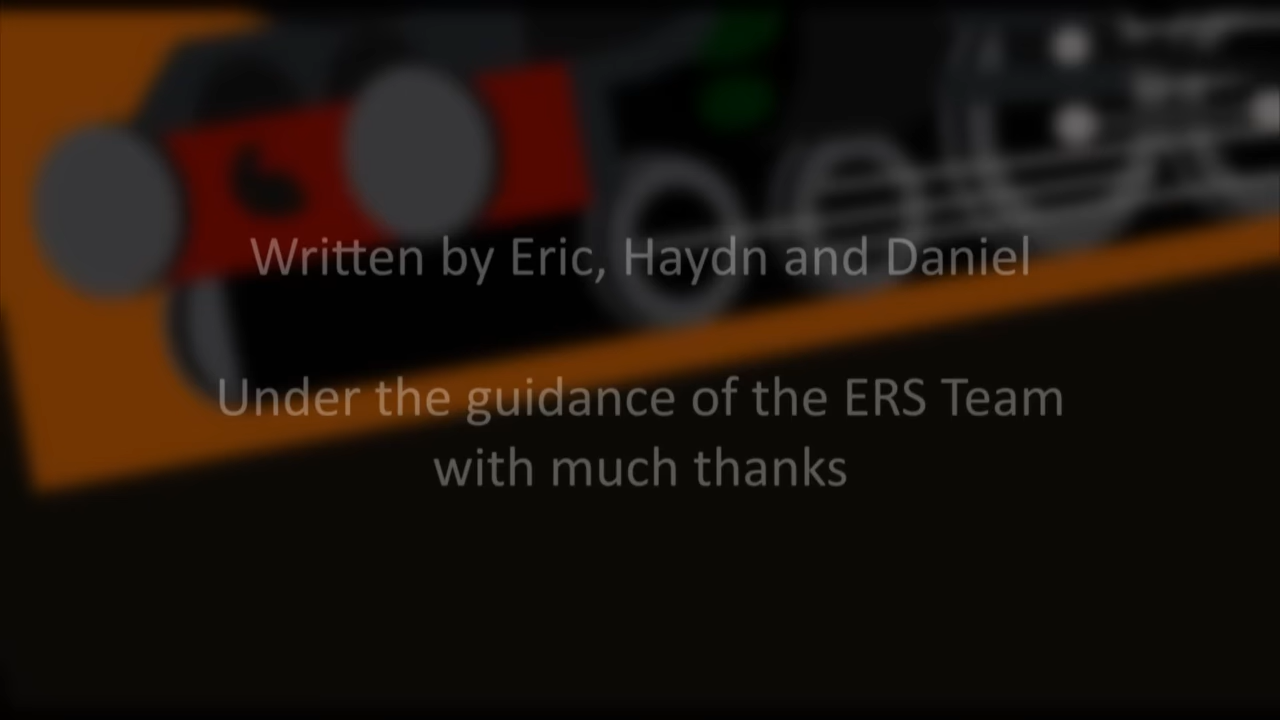 Written by Eric, Haydn and Daniel
Under the guidance of the ERS Team
with much thanks